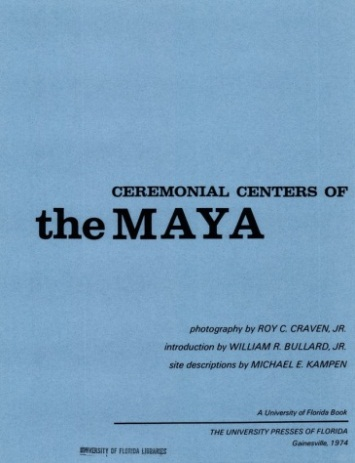 CEREMONIAL CENTERS OF
the MAYA
photography by ROY C. CRAVEN, JR.
introduction by WILLIAM R. BULLARD, JR.
site descriptions by MICHAEL E. KAMPEN
A University of Florida Book
THE UNIVERSITY PRESSES OF FLORIDA
Gainesville, 1974
UNIVERSITY OF FLORIDA LIBRARIES